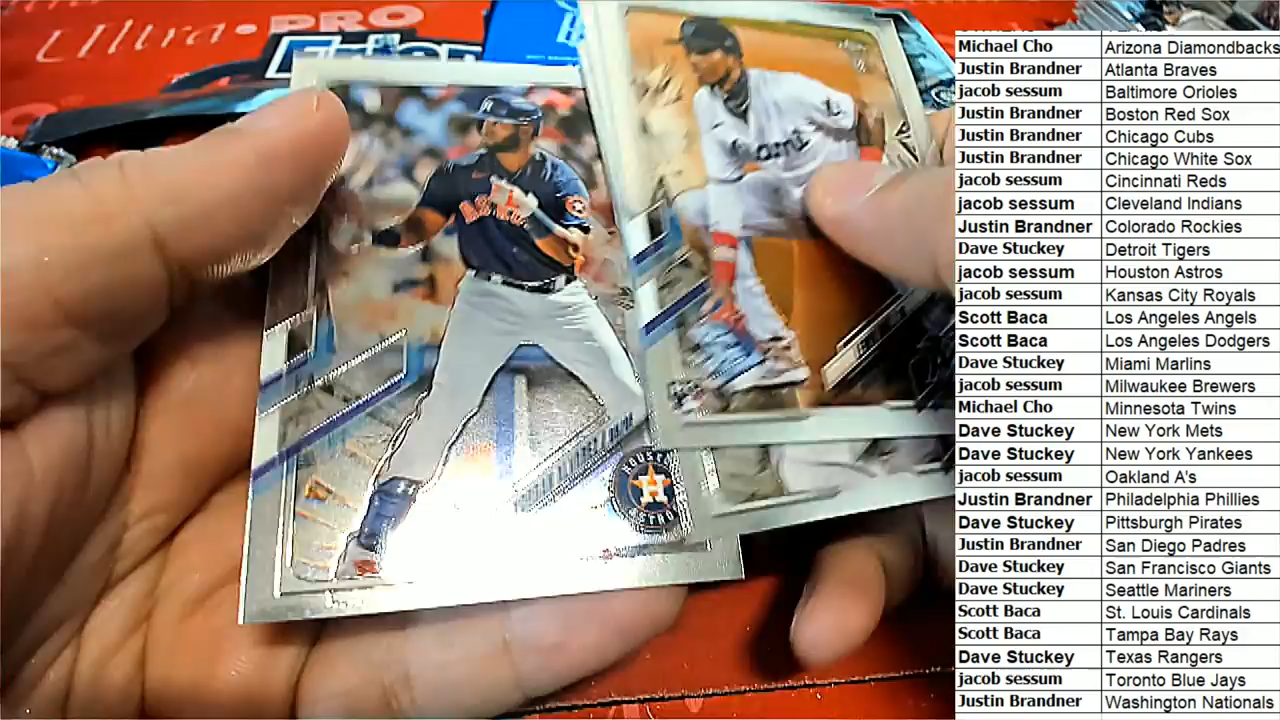 Ultra•PRO
Michael Cho Arizona Diamondbacks
Justin Brandner Atlanta Braves
jacob sessum Baltimore Orioles
Justin Brandner Boston Red Sox
Justin Brandner Chicago Cubs
Justin Brandner Chicago White Sox
jacob sessum Cincinnati Reds
jacob sessum Cleveland Indians
Justin Brandner Colorado Rockies
Dave Stuckey Detroit Tigers
jacob sessum Houston Astros
jacob sessum Kansas City Royals
Scott Baca Los Angeles Angels
Scott Baca Los Angeles Dodgers
Dave Stuckey Miami Marlins
jacob sessum Milwaukee Brewers
Michael Cho Minnesota Twins
Dave Stuckey New York Mets
Dave Stuckey New York Yankees
jacob sessum Oakland A's
Justin Brandner Philadelphia Phillies
Dave Stuckey Pittsburgh Pirates
Justin Brandner San Diego Padres
Dave Stuckey San Francisco Giants
Dave Stuckey Seattle Mariners
Scott Baca St. Louis Cardinals
Scott Baca Tampa Bay Rays
Dave Stuckey Texas Rangers
jacob sessum Toronto Blue Jays
Justin Brandner Washington Nationals
HOUSTON
ASTROS